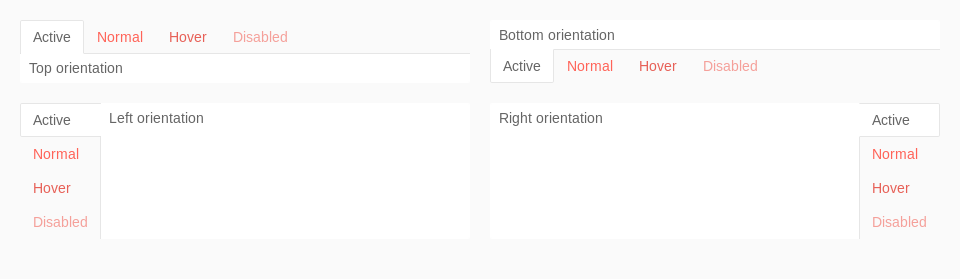 Active Normal Hover Disabled
Top orientation
Bottom orientation
Active Normal Hover Disabled
Active
Normal
Hover
Disabled
Left orientation
Right orientation
Active
Normal
Hover
Disabled